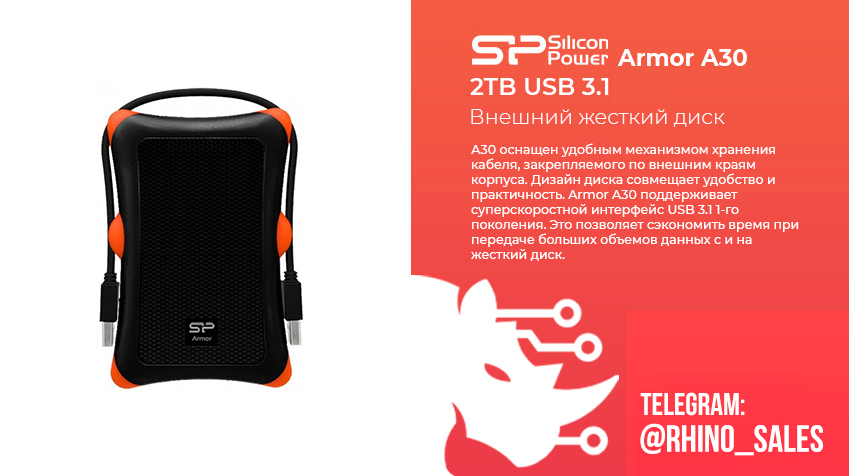 SP Silicon Power Armor A30
2TB USB 3.1
Внешний жесткий диск
А30 оснащен удобным механизмом хранения
кабеля, закрепляемого по внешним краям
корпуса. Дизайн диска совмещает удобство и
практичность. Armor A30 поддерживает
суперскоростной интерфейс USB 3.1 1-го
поколения. Это позволяет сэкономить время при
передаче больших объемов данных с и на
жесткий диск.
SP
Armor
TELEGRAM:
@RHINO_SALES